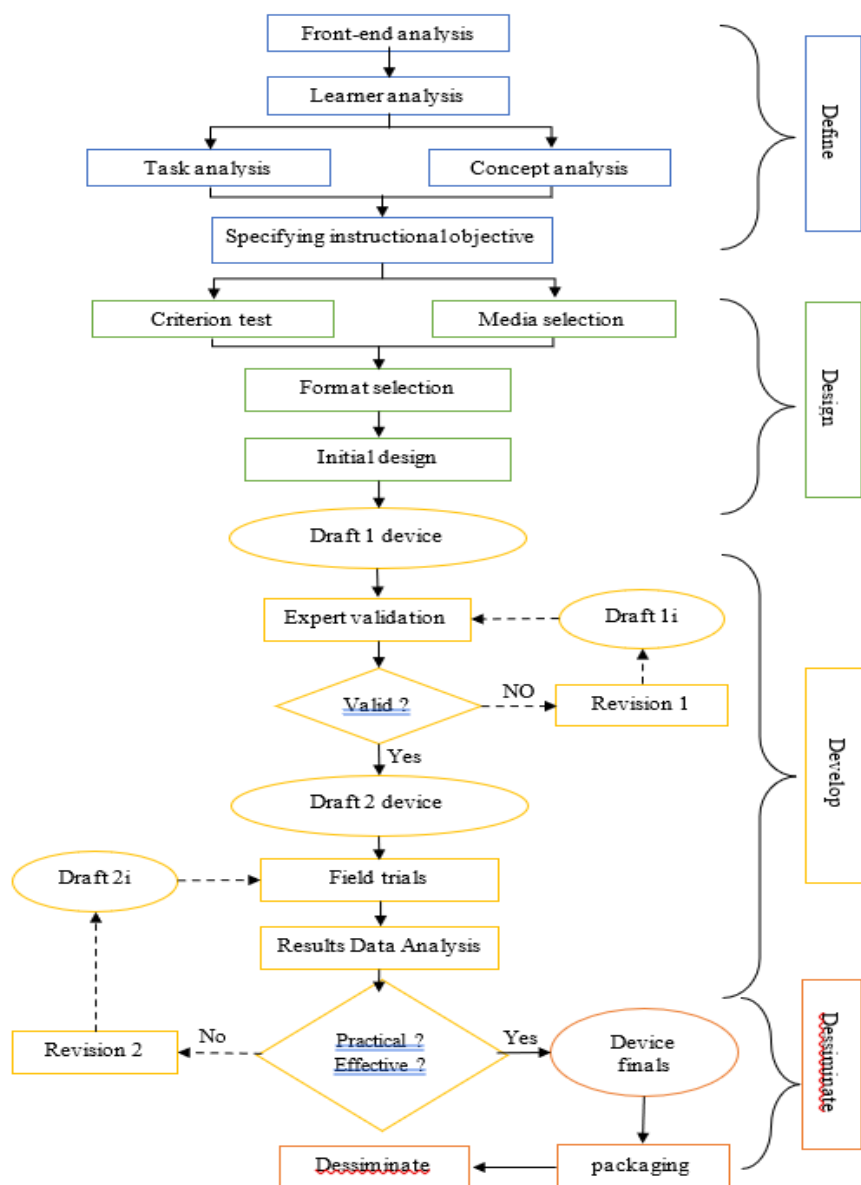 Front-end analysis
Learner analysis
Task analysis
Concept analysis
Specifying instructional objective
Define
Criterion test
Media selection
Format selection
Initial design
Design
Draft 1 device
Expert validation
Draft 1i
Valid ?
NO
Revision 1
Yes
Draft 2 device
Develop
Draft 2i
Field trials
Results Data Analysis
Revision 2
No
Practical ?
Effective ?
Yes
Device
finals
Dessiminate
packaging
Dessiminate